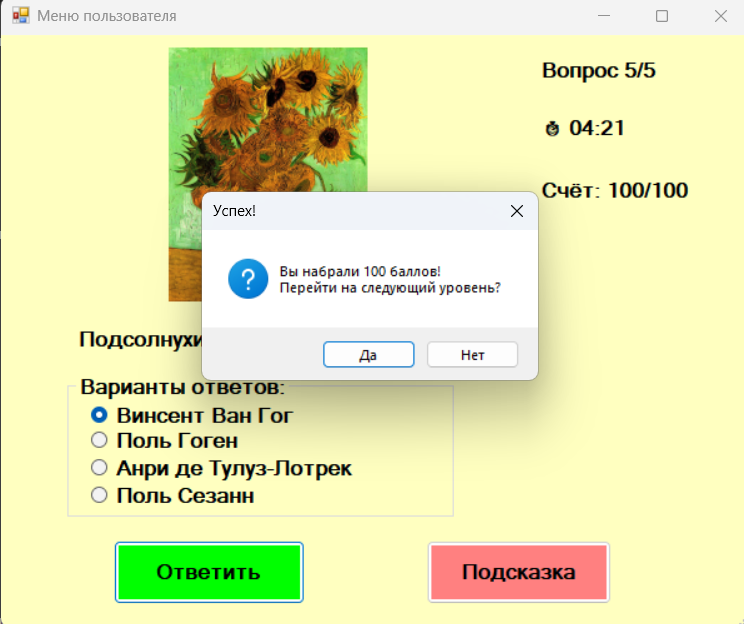 Меню пользователя
Вопрос 5/5
04:21
Счёт: 100/100
Успех!
?
Вы набрали 100 баллов!
Перейти на следующий уровень?
Да
Нет
Подсолнухи
Варианты ответов:
Винсент Ван Гог
Поль Гоген
Анри де Тулуз-Лотрек
Поль Сезанн
Ответить
Подсказка